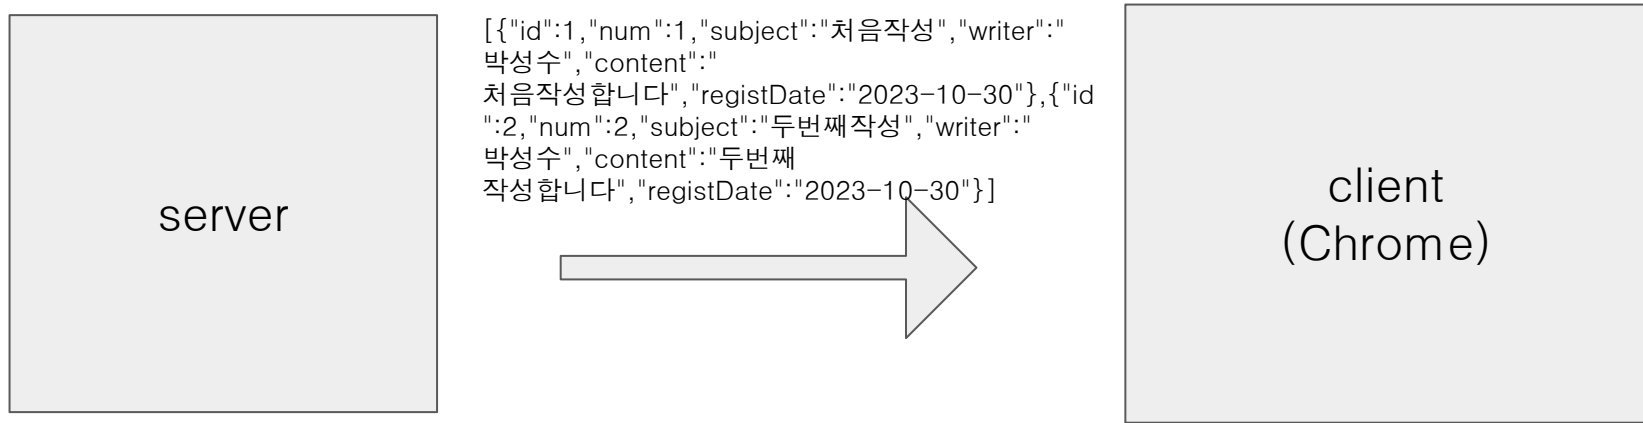 server
[{"id":1,"num":1,"subject":"처음작성","writer":"
박성수","content":"
처음작성합니다","registDate":"2023-10-30"},{"id
":2,"num":2,"subject":"두번째작성","writer":"
박성수","content":"두번째
작성합니다","registDate":"2023-10-30"}]
client
(Chrome)